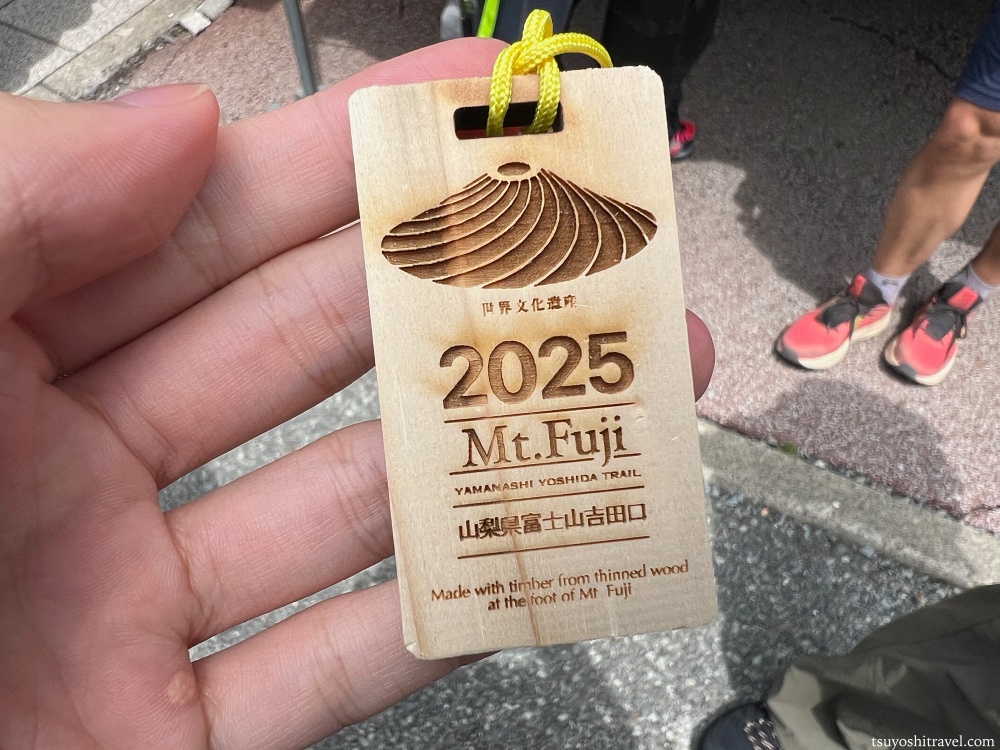 世界文化遺産
2025
Mt.Fuji
YAMANASHI YOSHIDA TRAIL
山梨県富士山吉田口
Made with timber from thinned wood
at the foot of Mt. Fuji
tsuyoshitravel.com